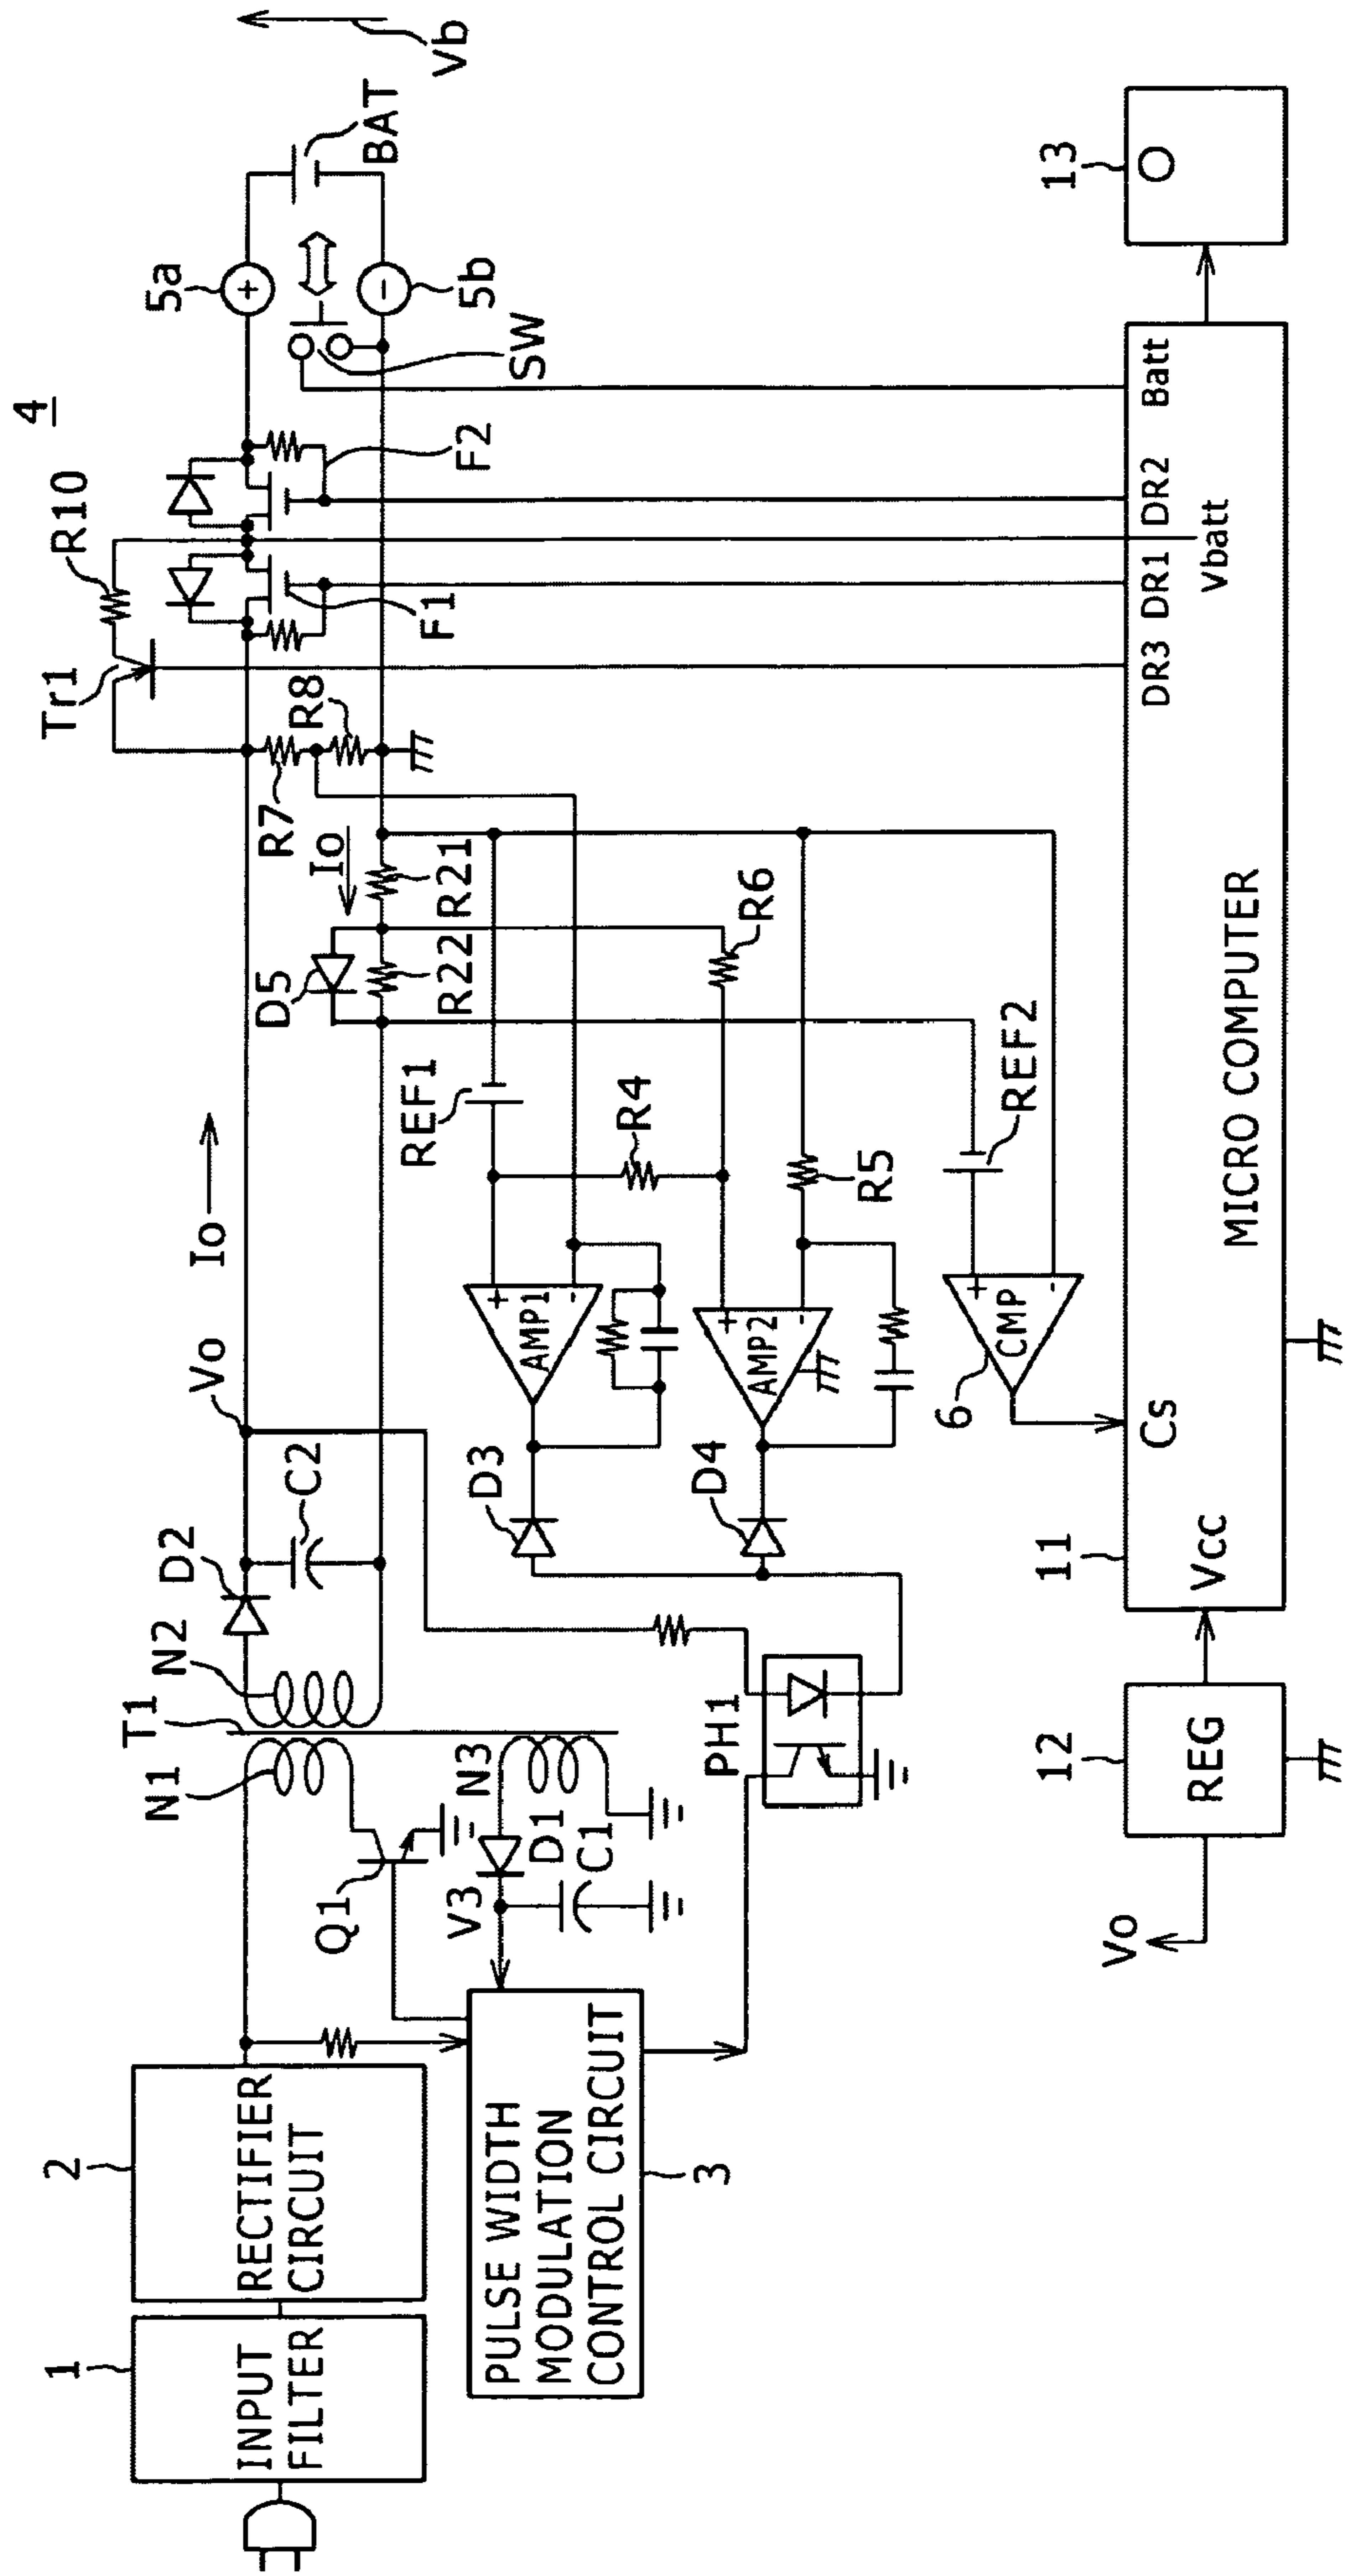 4
1
INPUT
FILTER
2
RECTIFIER
CIRCUIT
PULSE WIDTH
MODULATION
CONTROL CIRCUIT
3
Q1
N1
T1
N2
D2
C2
Vo
Io
V3
N3
D1
C1
PH1
D3
D4
AMP1
+
-
AMP2
+
-
CMP
+
-
6
REF1
R4
R5
R6
REF2
D5
R22
R21
Io
R7
R8
Tr1
R10
F1
F2
SW
5a
+
5b
-
BAT
Vb
Vo
12
REG
11
Vcc
Cs
MICRO COMPUTER
DR3
DR1
Vbatt
DR2
Batt
13